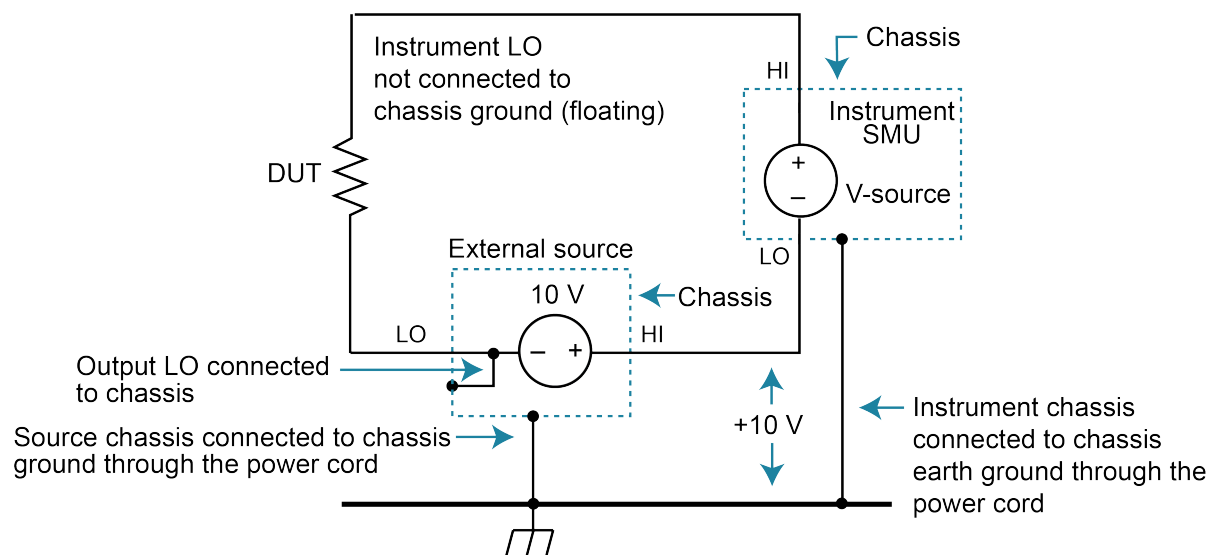 Instrument LO
not connected to
chassis ground (floating)
Chassis
HI
Instrument
SMU
+
–
V-source
DUT
LO
External source
10 V
Chassis
LO
– +
HI
Output LO connected
to chassis
+10 V
Source chassis connected to chassis
ground through the power cord
Instrument chassis
connected to chassis
earth ground through the
power cord